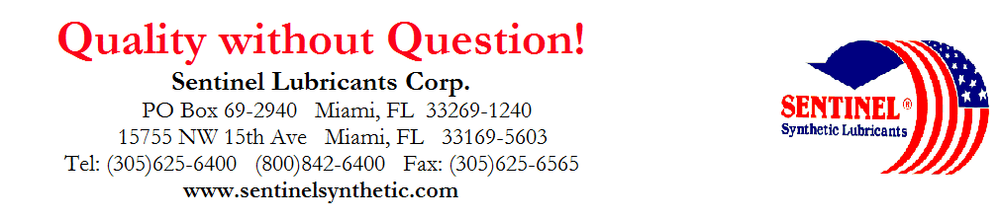 Quality without Question!
Sentinel Lubricants Corp.
PO Box 69-2940   Miami, FL  33269-1240
15755 NW 15th Ave   Miami, FL   33169-5603
Tel: (305)625-6400   (800)842-6400   Fax: (305)625-6565
www.sentinelsynthetic.com
SENTINEL®
Synthetic Lubricants